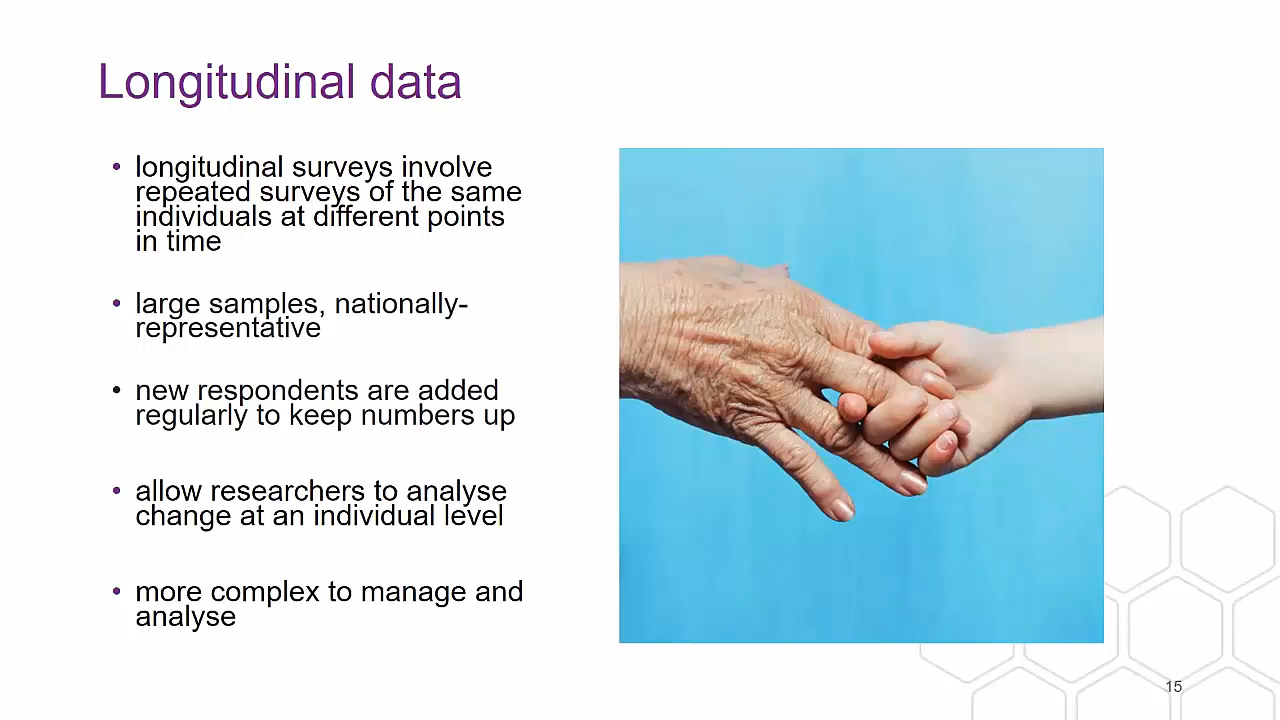 Longitudinal data
• longitudinal surveys involve
repeated surveys of the same
individuals at different points
in time
• large samples, nationally-
representative
• new respondents are added
regularly to keep numbers up
• allow researchers to analyse
change at an individual level
• more complex to manage and
analyse
15